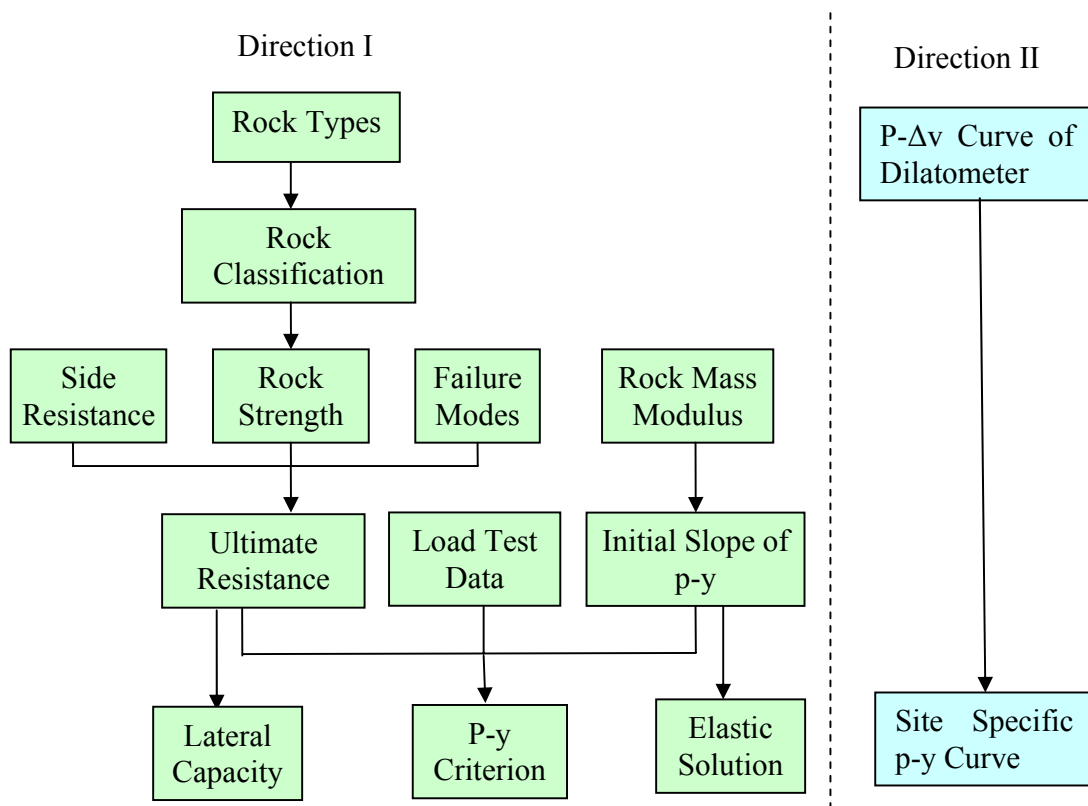 Direction I
Direction II
Rock Types
P-Δv Curve of
Dilatometer
Rock
Classification
Side
Resistance
Rock
Strength
Failure
Modes
Rock Mass
Modulus
Ultimate
Resistance
Load Test
Data
Initial Slope of
p-y
Lateral
Capacity
P-y
Criterion
Elastic
Solution
Site Specific
p-y Curve